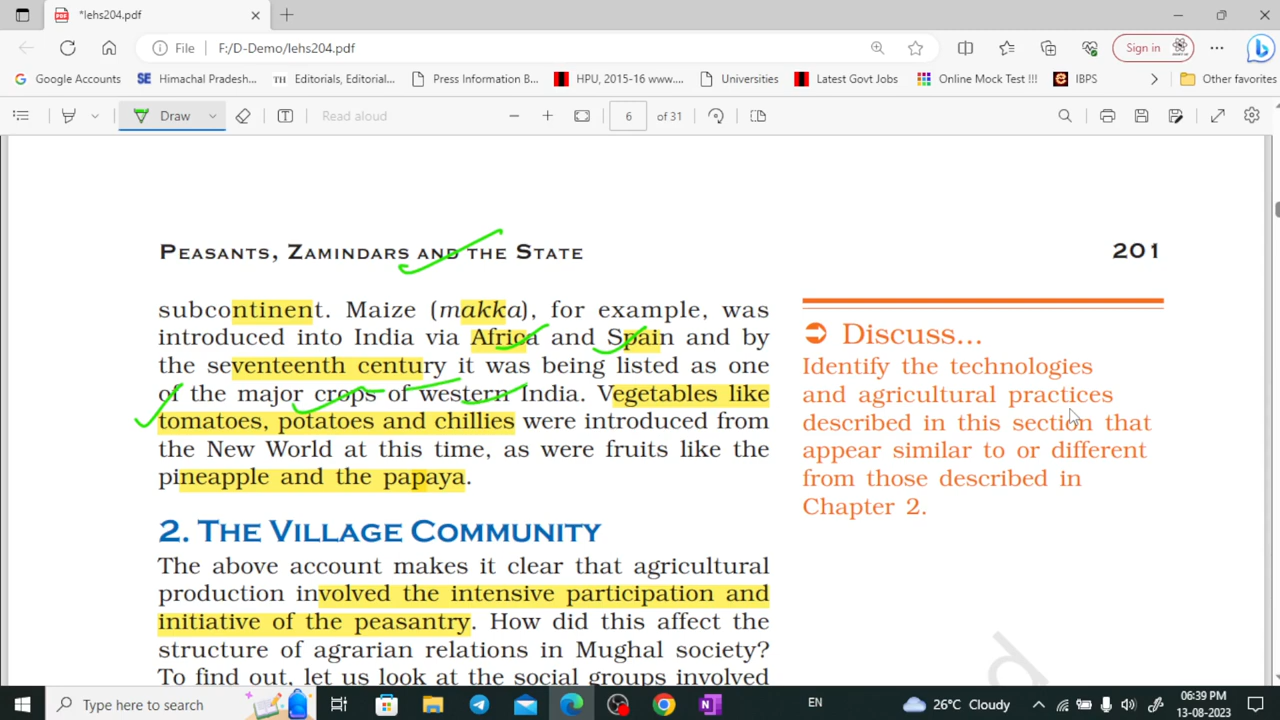 *lehs204.pdf
File F:/D-Demo/lehs204.pdf Sign in
Google Accounts SE Himachal Pradesh... TH Editorials, Editorial... Press Information B... HPU, 2015-16 www.... Universities Latest Govt Jobs Online Mock Test !!! IBPS Other favorites
Draw Read aloud 6 of 31
PEASANTS, ZAMINDARS AND THE STATE 201
subcontinent. Maize (makka), for example, was
introduced into India via Africa and Spain and by
the seventeenth century it was being listed as one
of the major crops of western India. Vegetables like
tomatoes, potatoes and chillies were introduced from
the New World at this time, as were fruits like the
pineapple and the papaya.
2. THE VILLAGE COMMUNITY
The above account makes it clear that agricultural
production involved the intensive participation and
initiative of the peasantry. How did this affect the
structure of agrarian relations in Mughal society?
To find out, let us look at the social groups involved
Discuss...
Identify the technologies
and agricultural practices
described in this section that
appear similar to or different
from those described in
Chapter 2.
d
Type here to search EN 26°C Cloudy 06:39 PM
13-08-2023